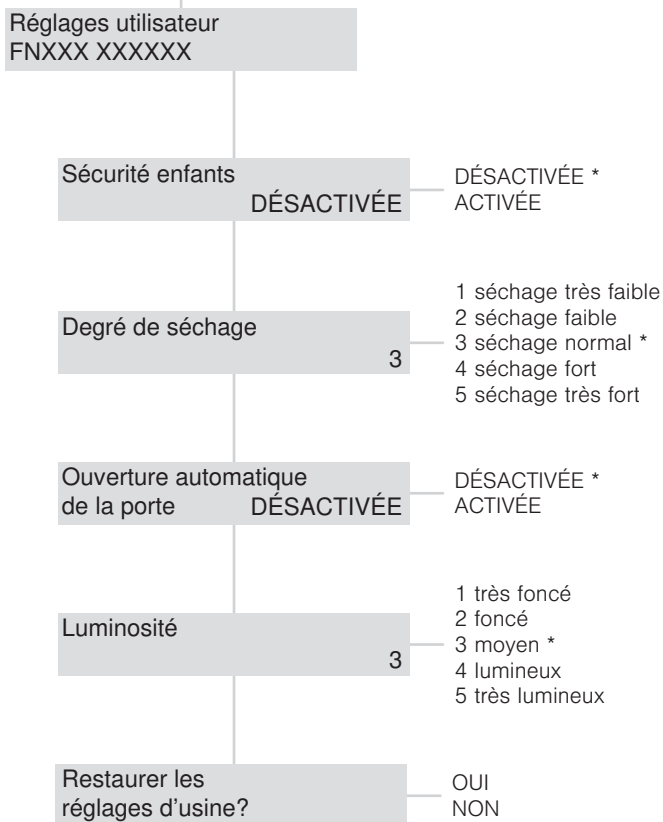 Réglages utilisateur
FNXXX XXXXXX
Sécurité enfants
DÉSACTIVÉE
DÉSACTIVÉE *
ACTIVÉE
Degré de séchage
3
1 séchage très faible
2 séchage faible
3 séchage normal *
4 séchage fort
5 séchage très fort
Ouverture automatique
de la porte DÉSACTIVÉE
DÉSACTIVÉE *
ACTIVÉE
Luminosité
3
1 très foncé
2 foncé
3 moyen *
4 lumineux
5 très lumineux
Restaurer les
réglages d'usine?
OUI
NON